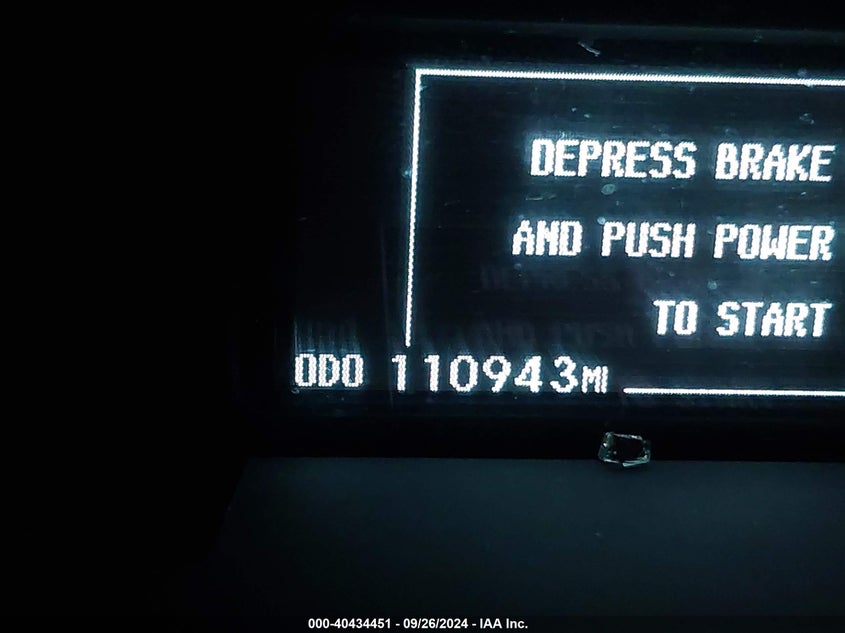 DEPRESS BRAKE
AND PUSH POWER
TO START
ODO 110943MI
000-40434451 - 09/26/2024 - IAA Inc.